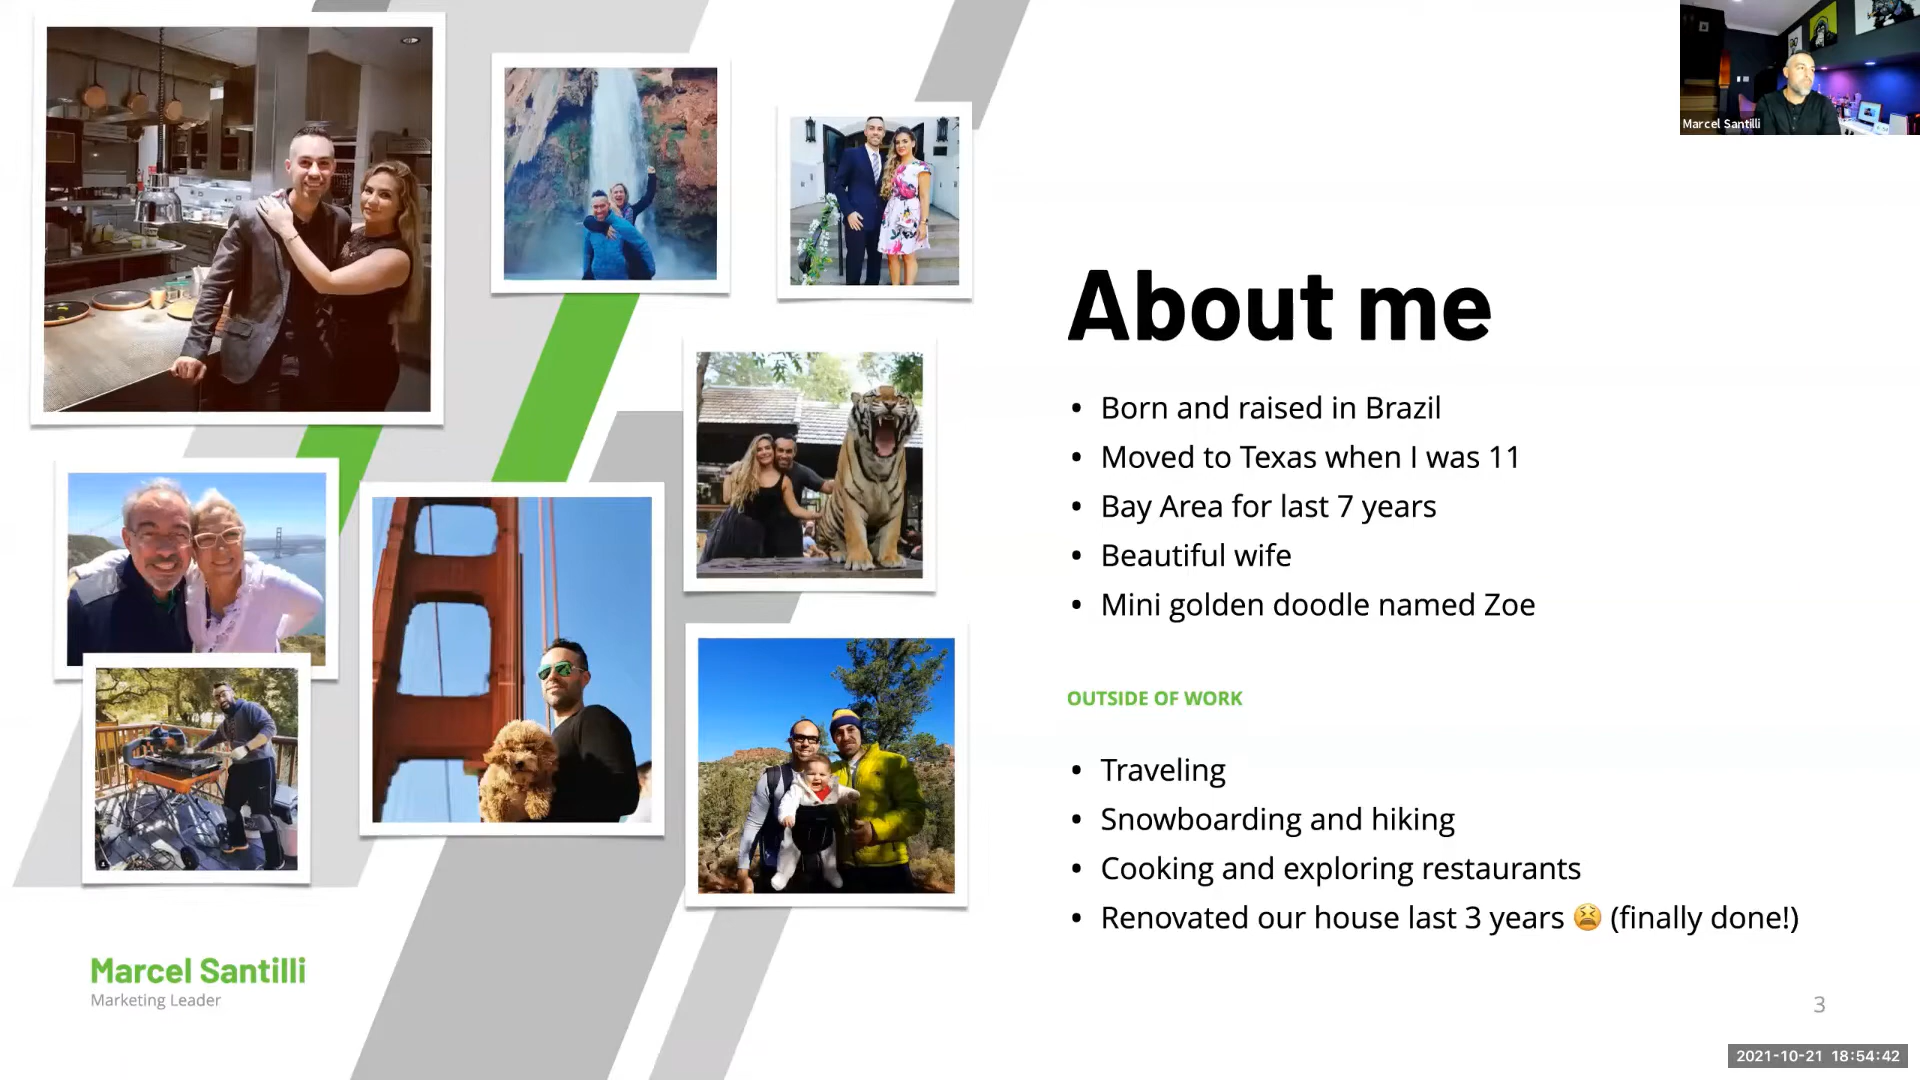 Marcel Santilli
About me
• Born and raised in Brazil
• Moved to Texas when I was 11
• Bay Area for last 7 years
• Beautiful wife
• Mini golden doodle named Zoe
OUTSIDE OF WORK
• Traveling
• Snowboarding and hiking
• Cooking and exploring restaurants
• Renovated our house last 3 years 😫 (finally done!)
Marcel Santilli
Marketing Leader
3
2021-10-21 18:54:42